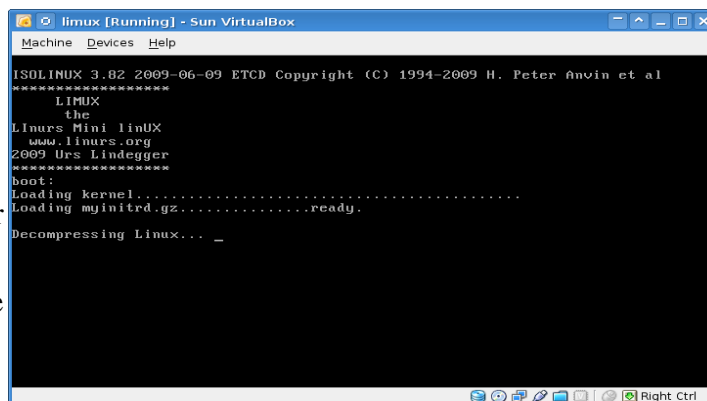 limux [Running] - Sun VirtualBox
Machine Devices Help
ISOLINUX 3.82 2009-06-09 ETCD Copyright (C) 1994-2009 H. Peter Anvin et al
******************
LIMUX
the
LInurs Mini linUX
www.linurs.org
2009 Urs Lindegger
******************
boot:
Loading kernel............................................
Loading myinitrd.gz...............ready.
Decompressing Linux... _
Right Ctrl